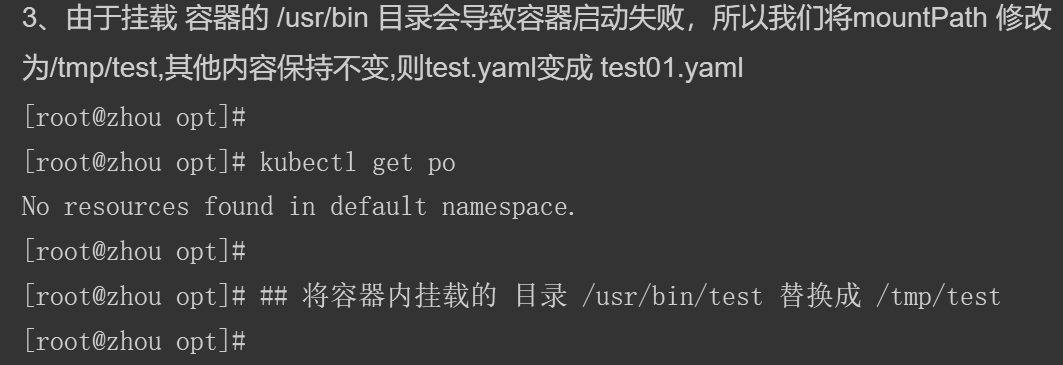 3、由于挂载 容器的 /usr/bin 目录会导致容器启动失败，所以我们将mountPath 修改
为/tmp/test,其他内容保持不变,则test.yaml变成 test01.yaml
[root@zhou opt]#
[root@zhou opt]# kubectl get po
No resources found in default namespace.
[root@zhou opt]#
[root@zhou opt]# ## 将容器内挂载的 目录 /usr/bin/test 替换成 /tmp/test
[root@zhou opt]#